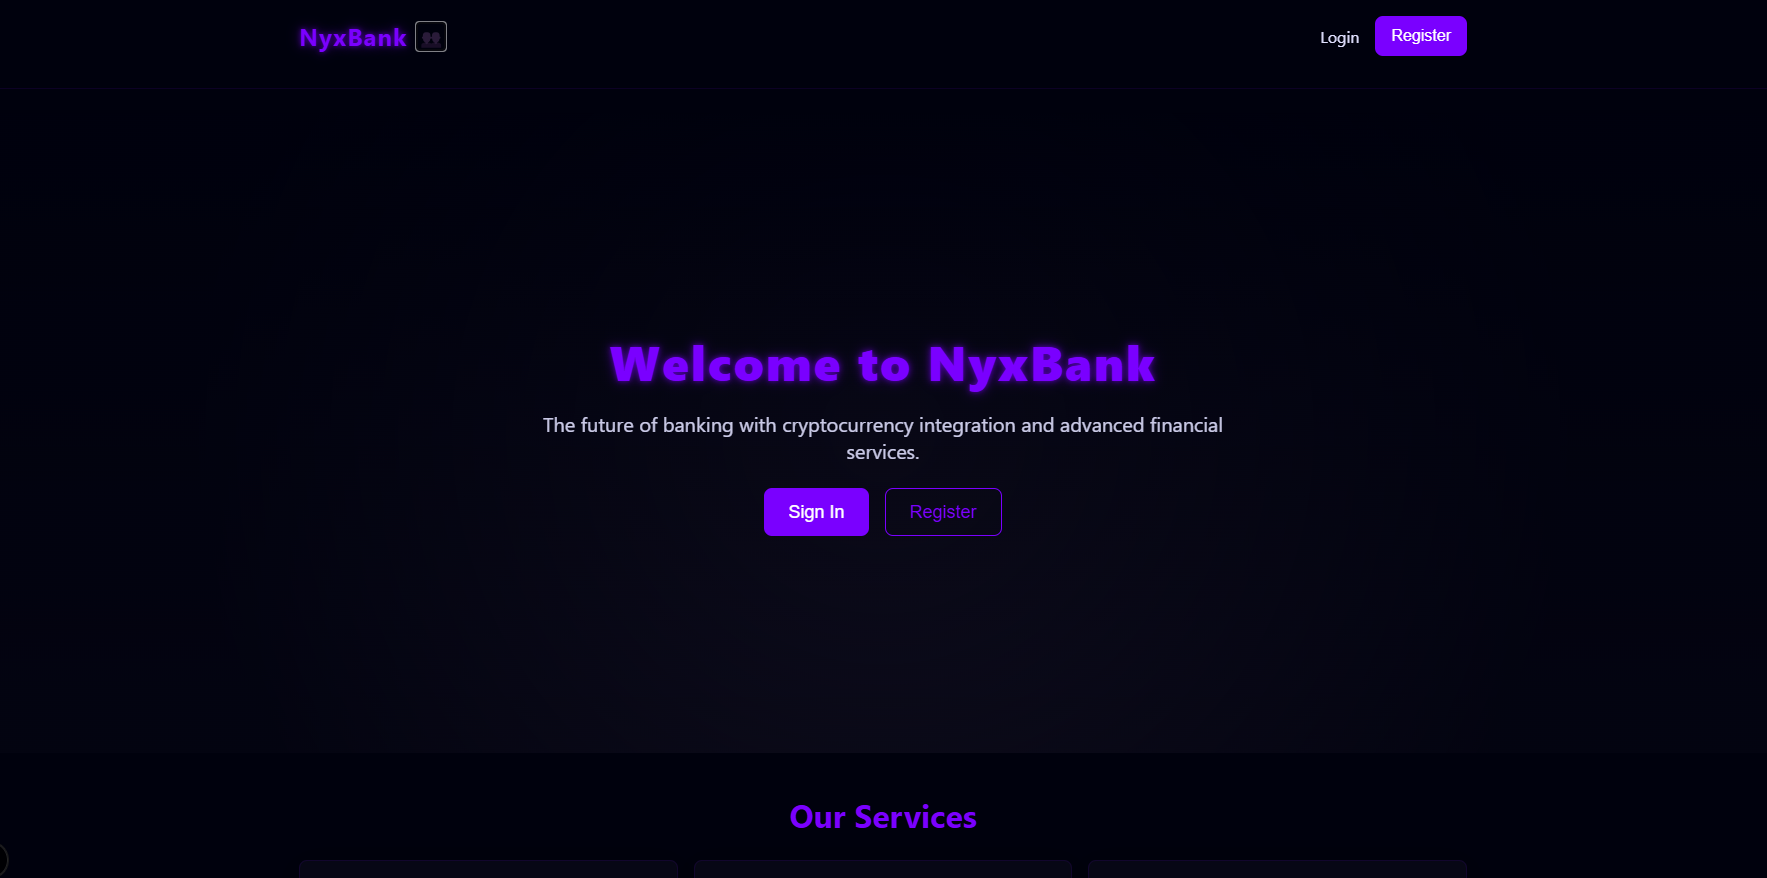 NyxBank
Login
Register
Welcome to NyxBank
The future of banking with cryptocurrency integration and advanced financial
services.
Sign In
Register
Our Services